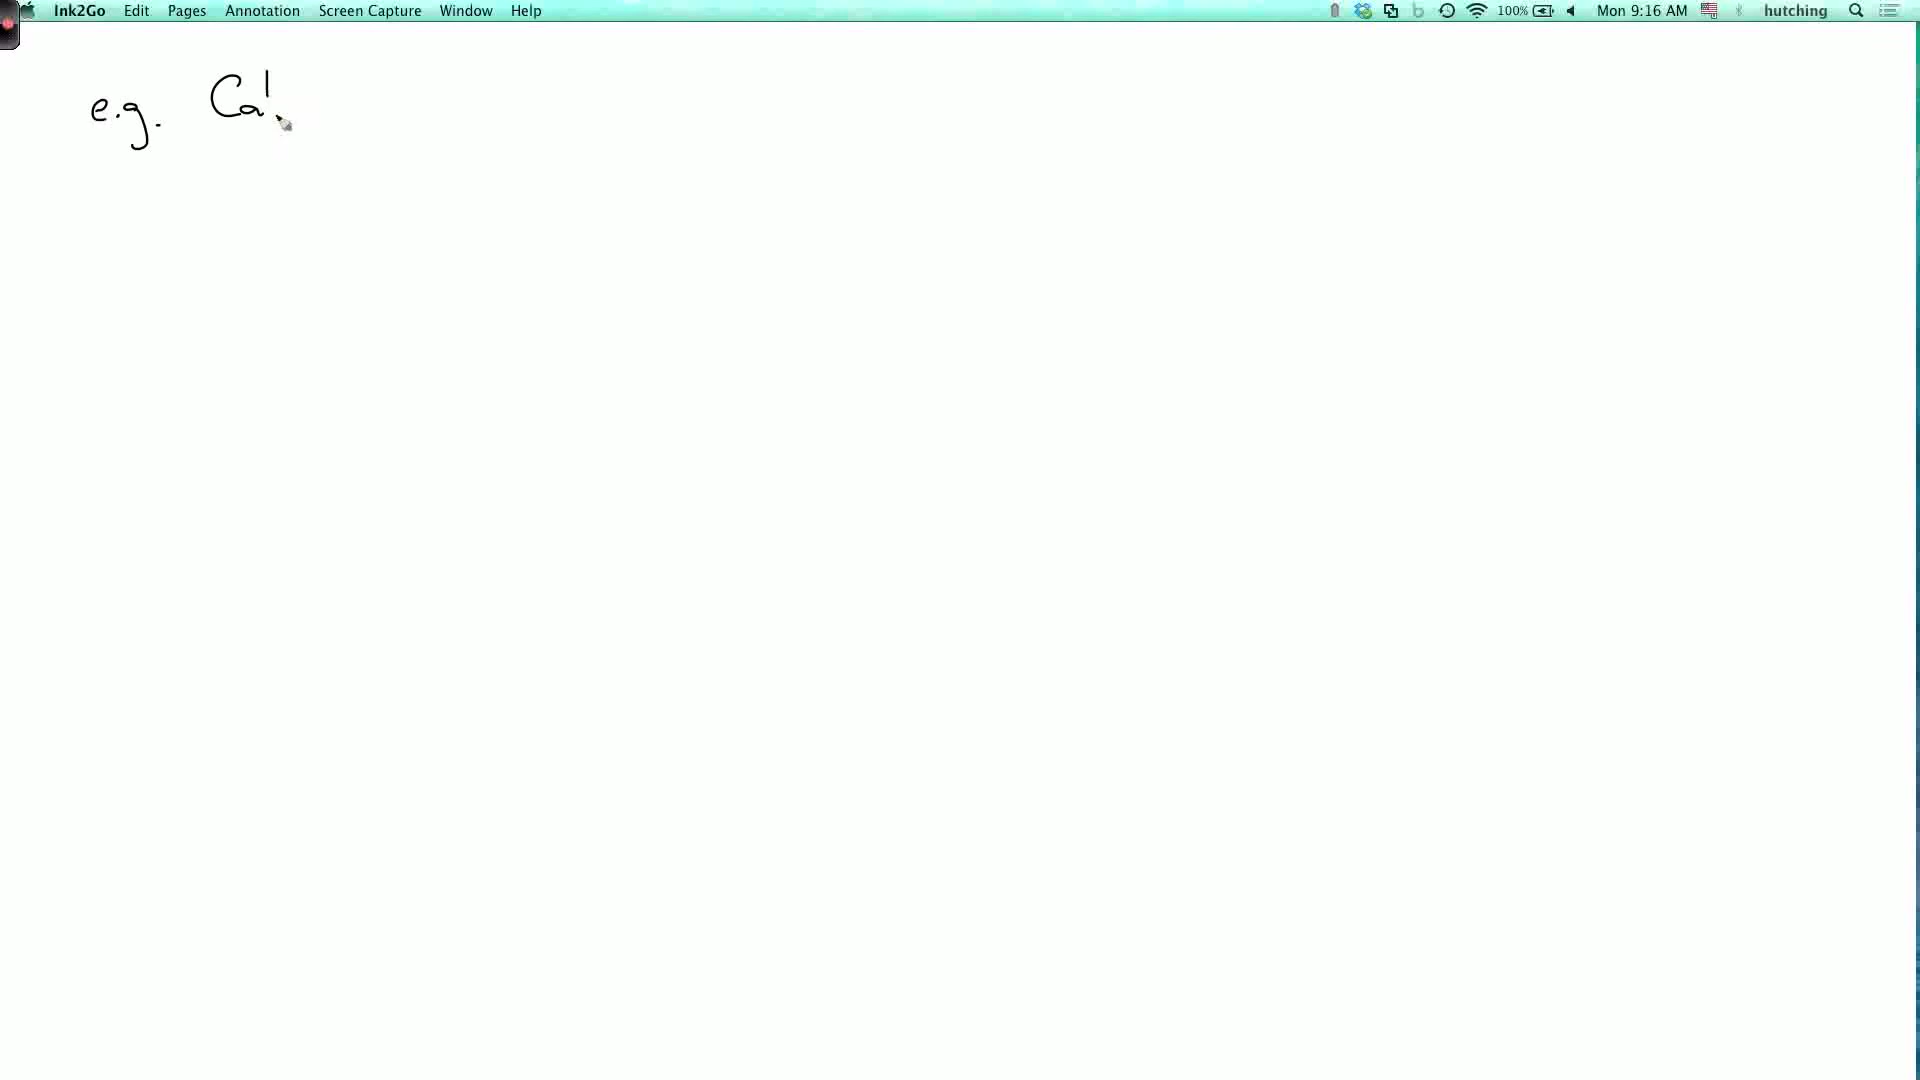 Ink2Go Edit Pages Annotation Screen Capture Window Help 100% Mon 9:16 AM hutching
e.g. Cal